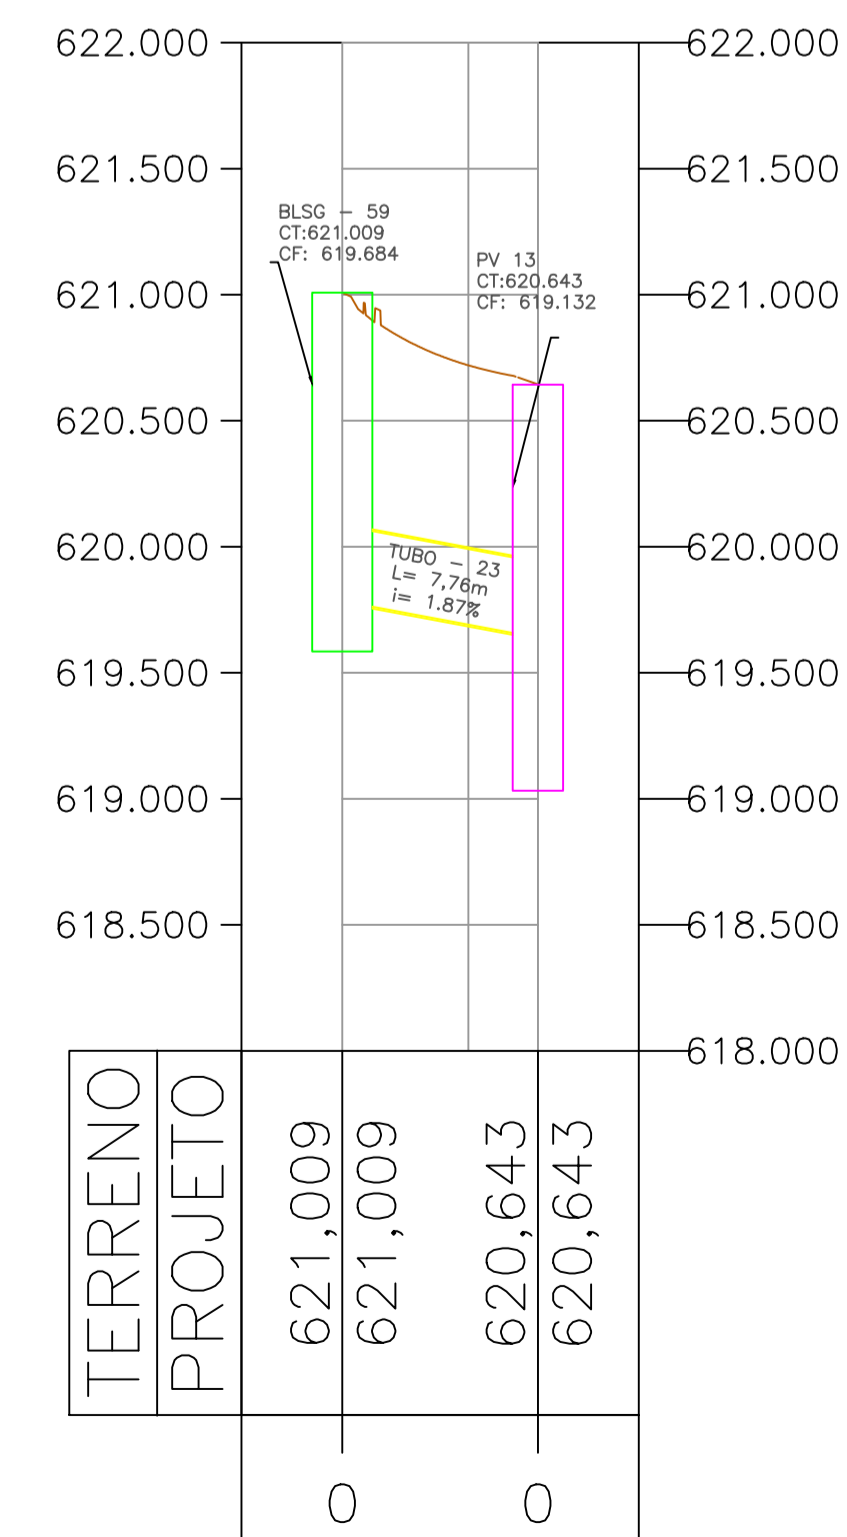 622.000
622.000
621.500
621.500
BLSG - 59
CT:621.009
CF: 619.684
PV 13
CT:620.643
CF: 619.132
621.000
621.000
620.500
620.500
620.000
620.000
TUBO - 23
L= 7,76m
i= 1.87%
619.500
619.500
619.000
619.000
618.500
618.500
618.000
TERRENO
PROJETO
621,009
621,009
620,643
620,643
0
0